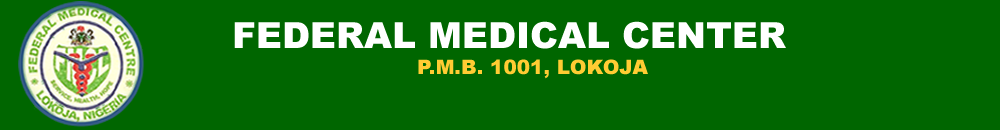 FEDERAL MEDICAL CENTRE
SERVICE, HEALTH, HOPE
LOKOJA, NIGERIA
FEDERAL MEDICAL CENTER
P.M.B. 1001, LOKOJA